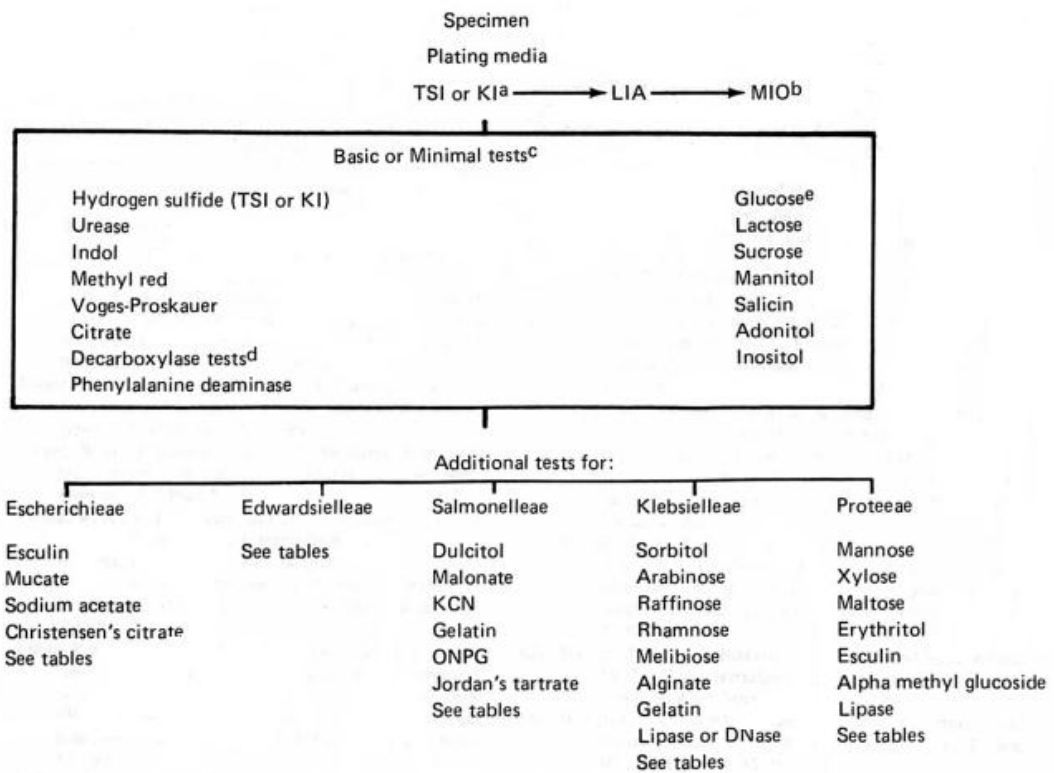 Specimen
Plating media
TSI or KIa → LIA → MIOb
Basic or Minimal testsc
Hydrogen sulfide (TSI or KI)
Urease
Indol
Methyl red
Voges-Proskauer
Citrate
Decarboxylase testsd
Phenylalanine deaminase
Glucosee
Lactose
Sucrose
Mannitol
Salicin
Adonitol
Inositol
Additional tests for:
Escherichieae
Esculin
Mucate
Sodium acetate
Christensen's citrate
See tables
Edwardsielleae
See tables
Salmonelleae
Dulcitol
Malonate
KCN
Gelatin
ONPG
Jordan's tartrate
See tables
Klebsielleae
Sorbitol
Arabinose
Raffinose
Rhamnose
Melibiose
Alginate
Gelatin
Lipase or DNase
See tables
Proteeae
Mannose
Xylose
Maltose
Erythritol
Esculin
Alpha methyl glucoside
Lipase
See tables